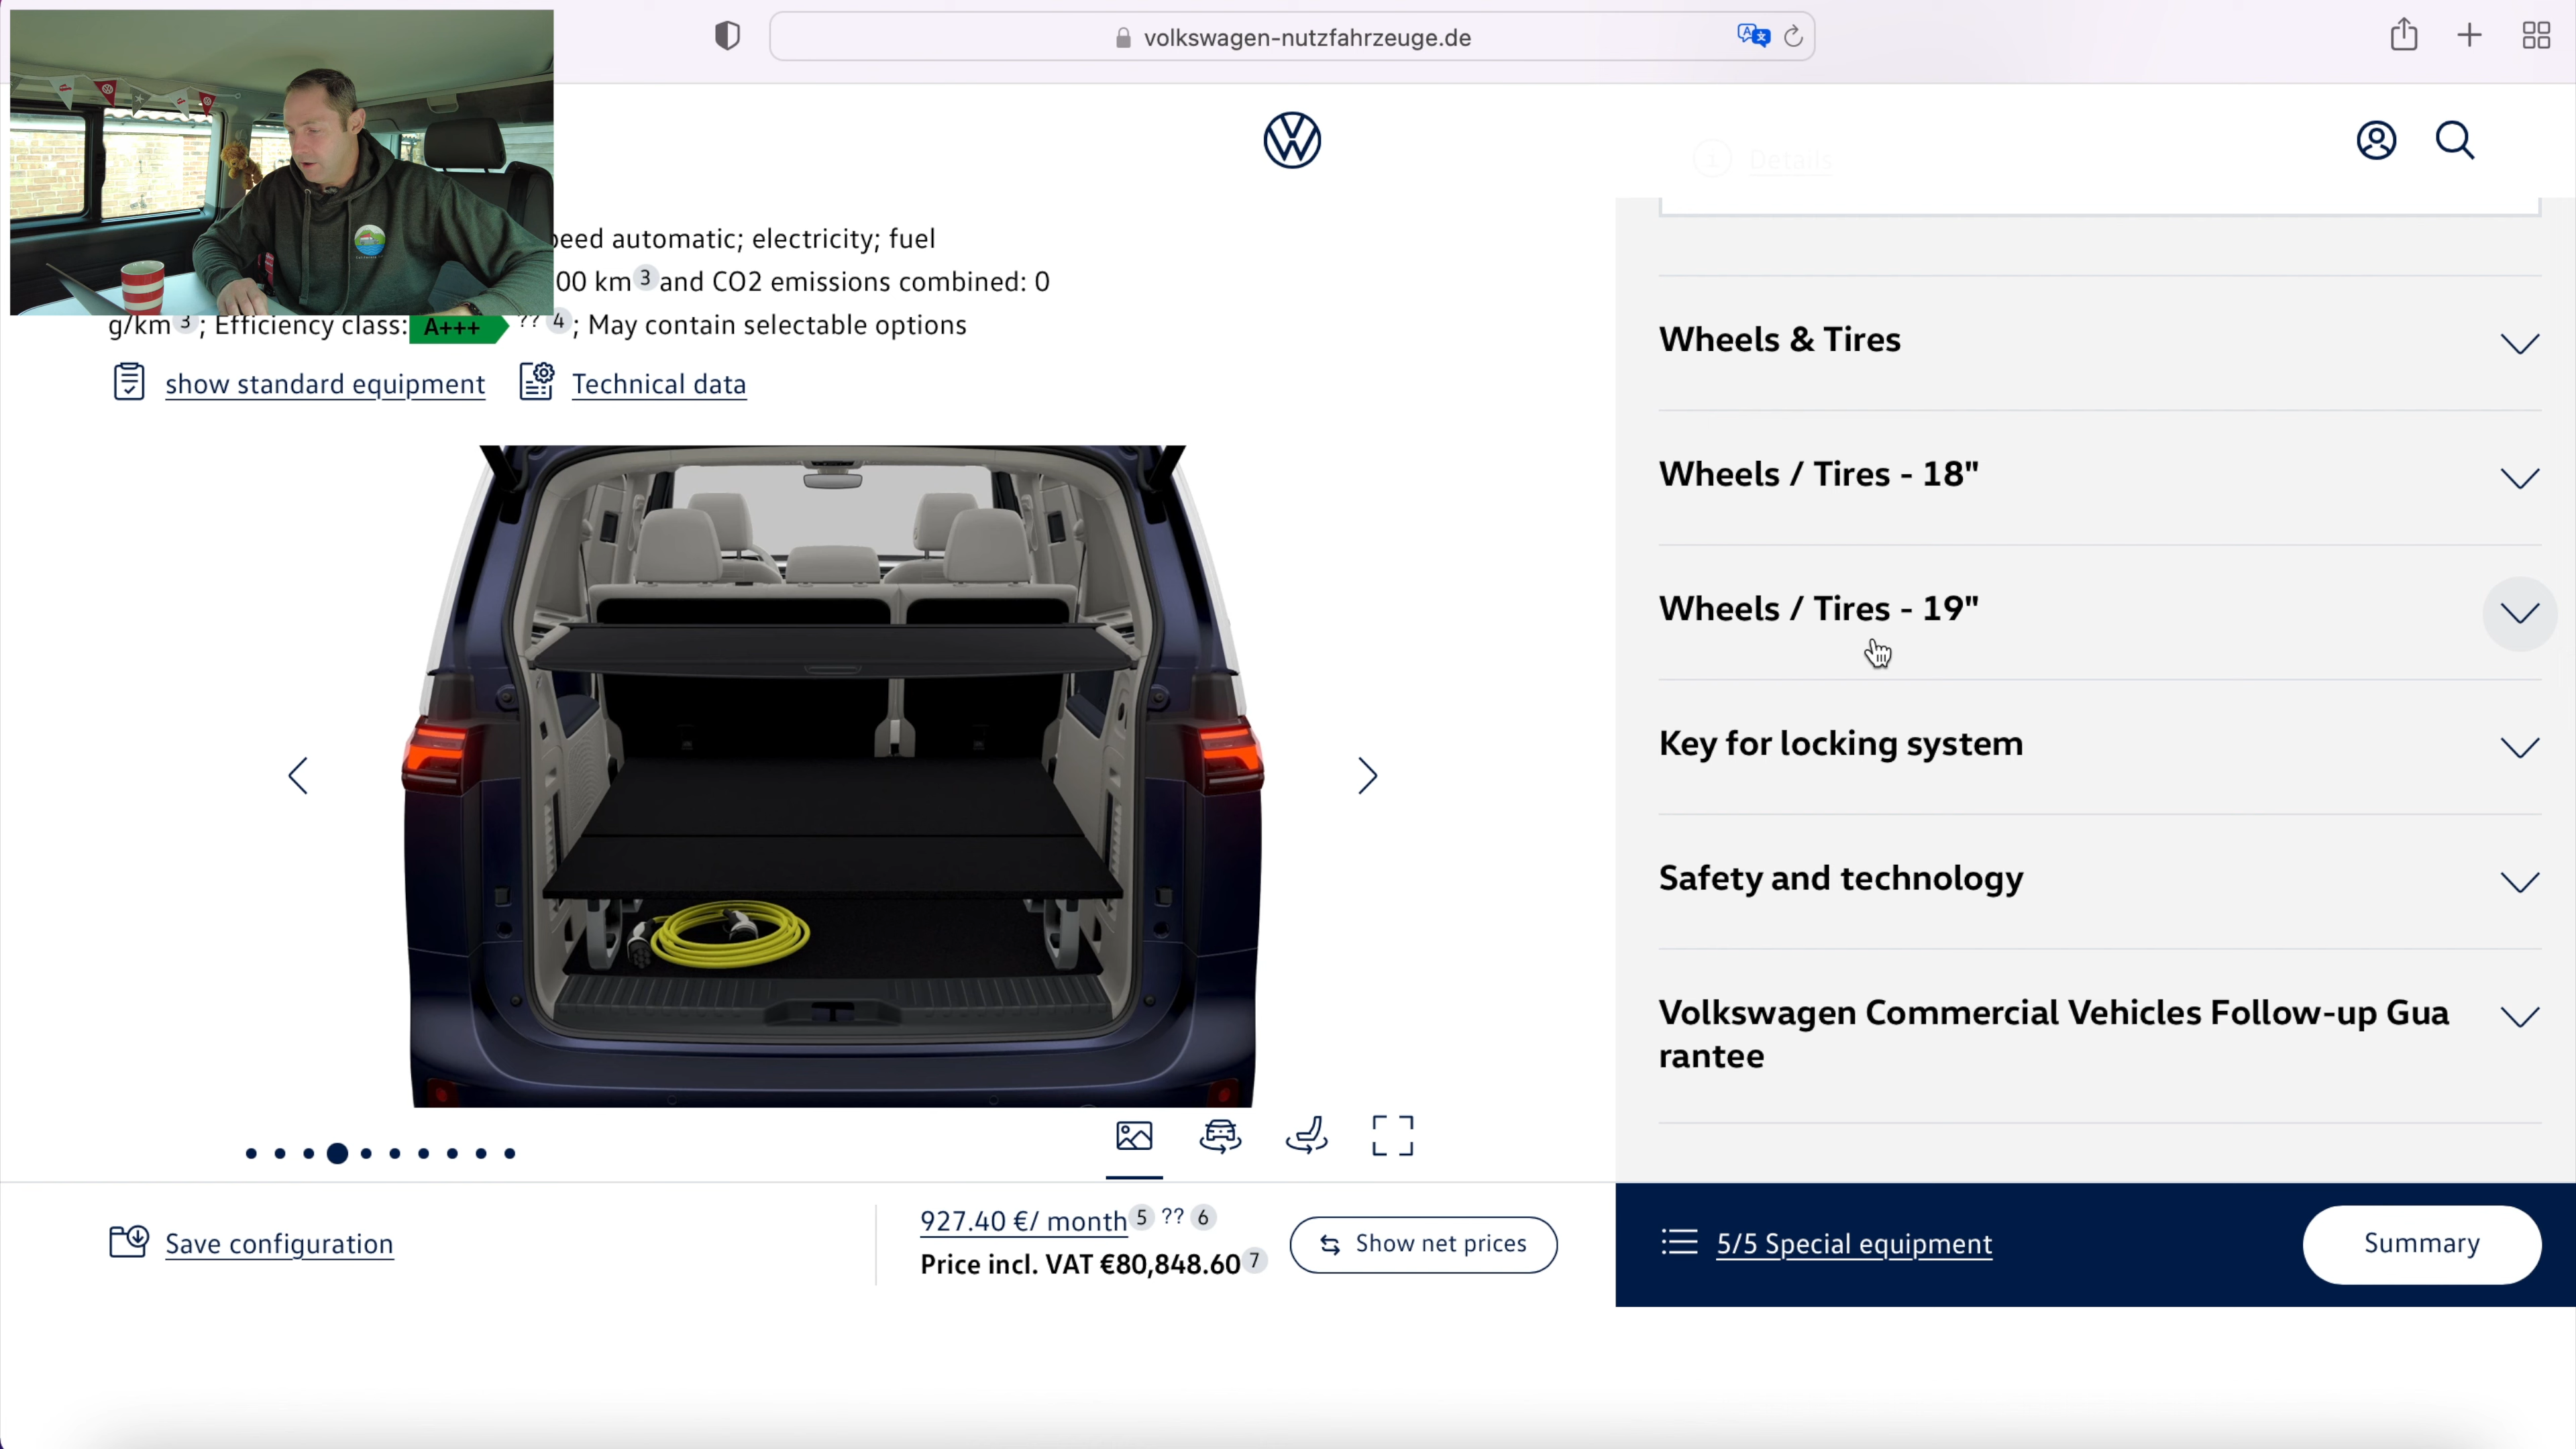 volkswagen-nutzfahrzeuge.de
1 Details
peed automatic; electricity; fuel
00 km 3 and CO2 emissions combined: 0
g/km 3 ; Efficiency class: A+++ ?? 4 ; May contain selectable options
show standard equipment Technical data
Wheels & Tires
Wheels / Tires - 18"
Wheels / Tires - 19"
Key for locking system
Safety and technology
Volkswagen Commercial Vehicles Follow-up Gua
rantee
Save configuration
927.40 €/ month 5 ?? 6
Price incl. VAT €80,848.60 7
Show net prices
5/5 Special equipment
Summary